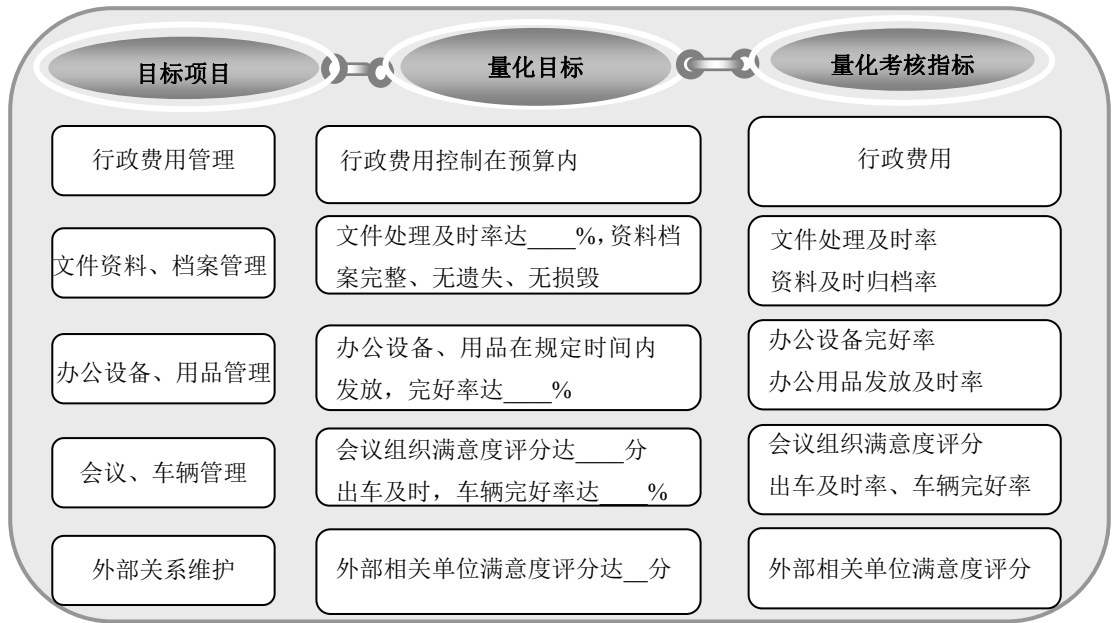 目标项目
量化目标
量化考核指标
行政费用管理
行政费用控制在预算内
行政费用
文件资料、档案管理
文件处理及时率达____%,资料档
案完整、无遗失、无损毁
文件处理及时率
资料及时归档率
办公设备、用品管理
办公设备、用品在规定时间内
发放，完好率达____%
办公设备完好率
办公用品发放及时率
会议、车辆管理
会议组织满意度评分达____分
出车及时，车辆完好率达____%
会议组织满意度评分
出车及时率、车辆完好率
外部关系维护
外部相关单位满意度评分达__分
外部相关单位满意度评分